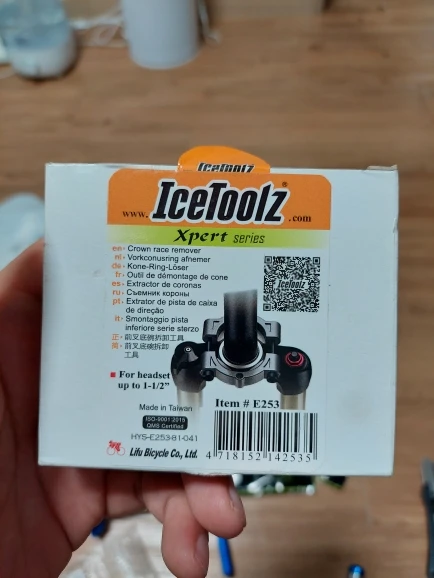 IceToolz
www. IceToolz® .com
Xpert series
en· Crown race remover
nl· Vorkconusring afnemer
de· Kone-Ring-Löser
fr· Outil de démontage de cone
es· Extractor de coronas
ru· Съемник короны
pt· Extrator de pista de caixa
de direção
it· Smontaggio pista
inferiore serie sterzo
正· 前叉底碗拆卸工具
IceToolz
For headset
up to 1-1/2”
Made in Taiwan
ISO-9001:2015
QMS Certified
HYS-E253-81-041
Lifu Bicycle Co., Ltd.
Item # E253
4 718152 142535